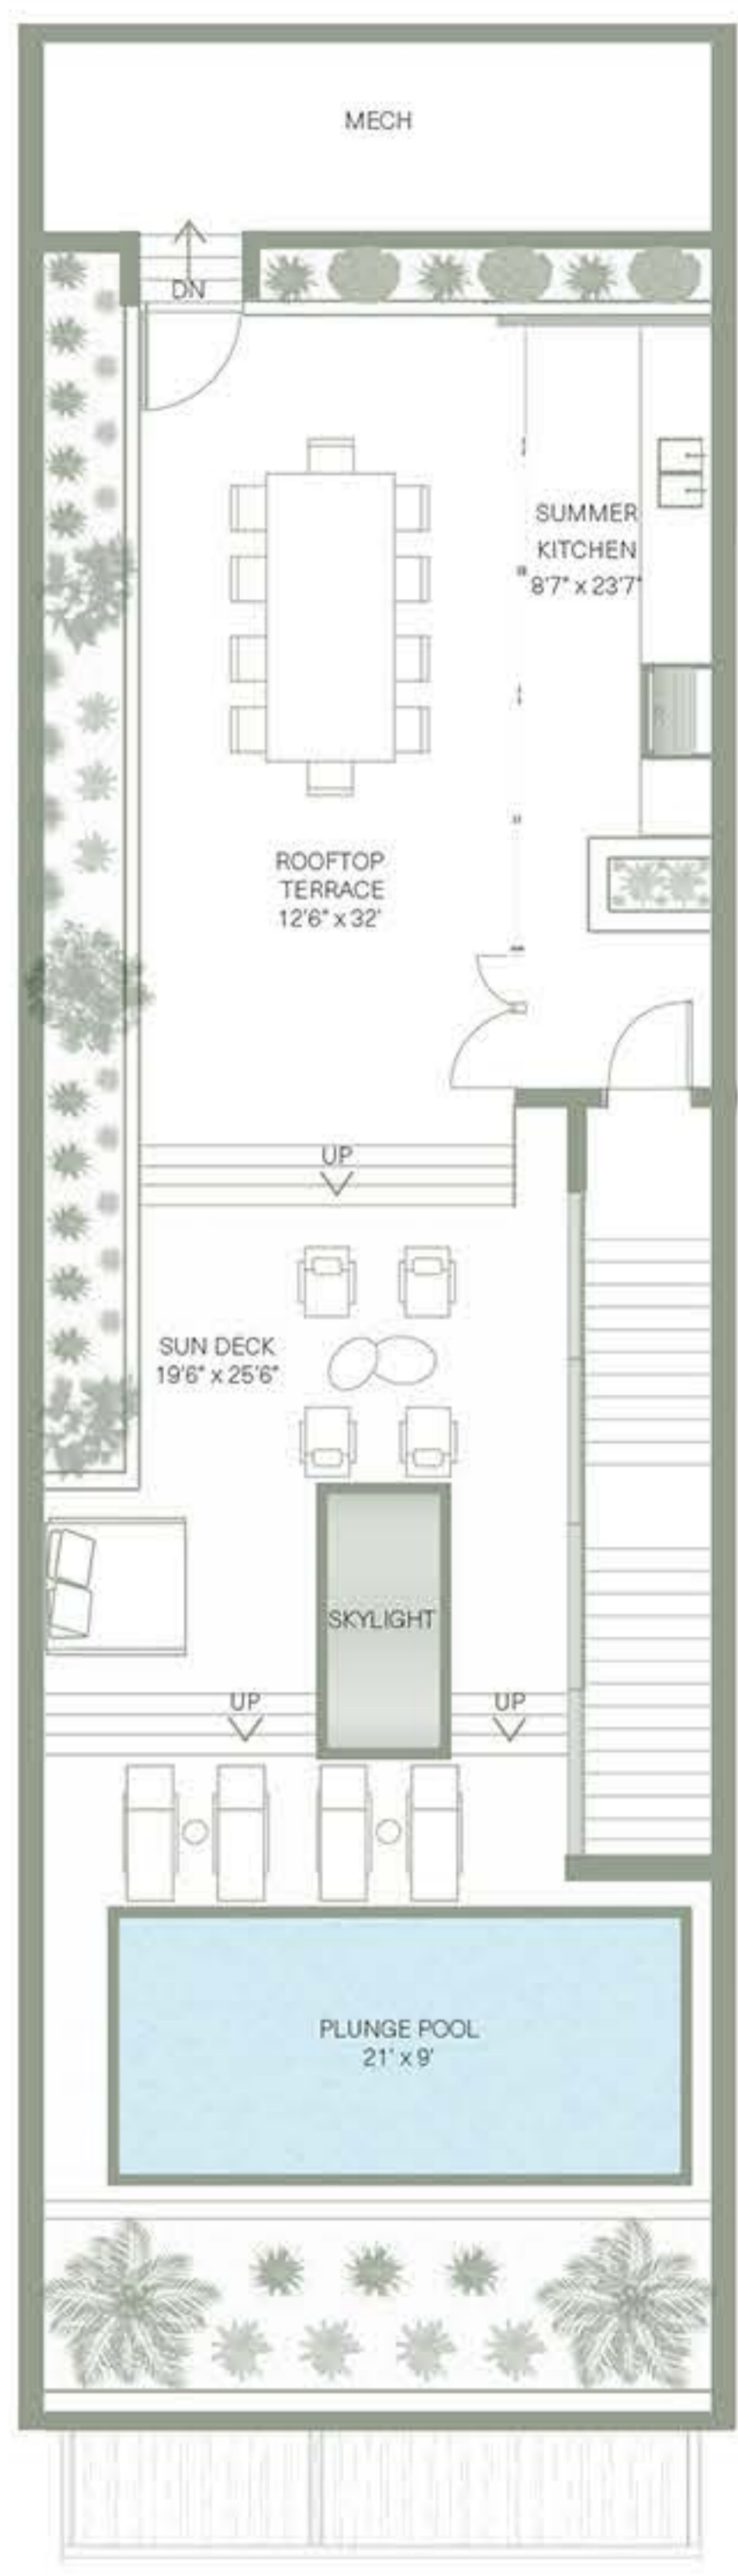 MECH
DN
SUMMER
KITCHEN
8'7" x 23'7"
ROOFTOP
TERRACE
12'6" x 32'
UP
SUN DECK
19'6" x 25'6"
SKYLIGHT
UP
UP
PLUNGE POOL
21' x 9'